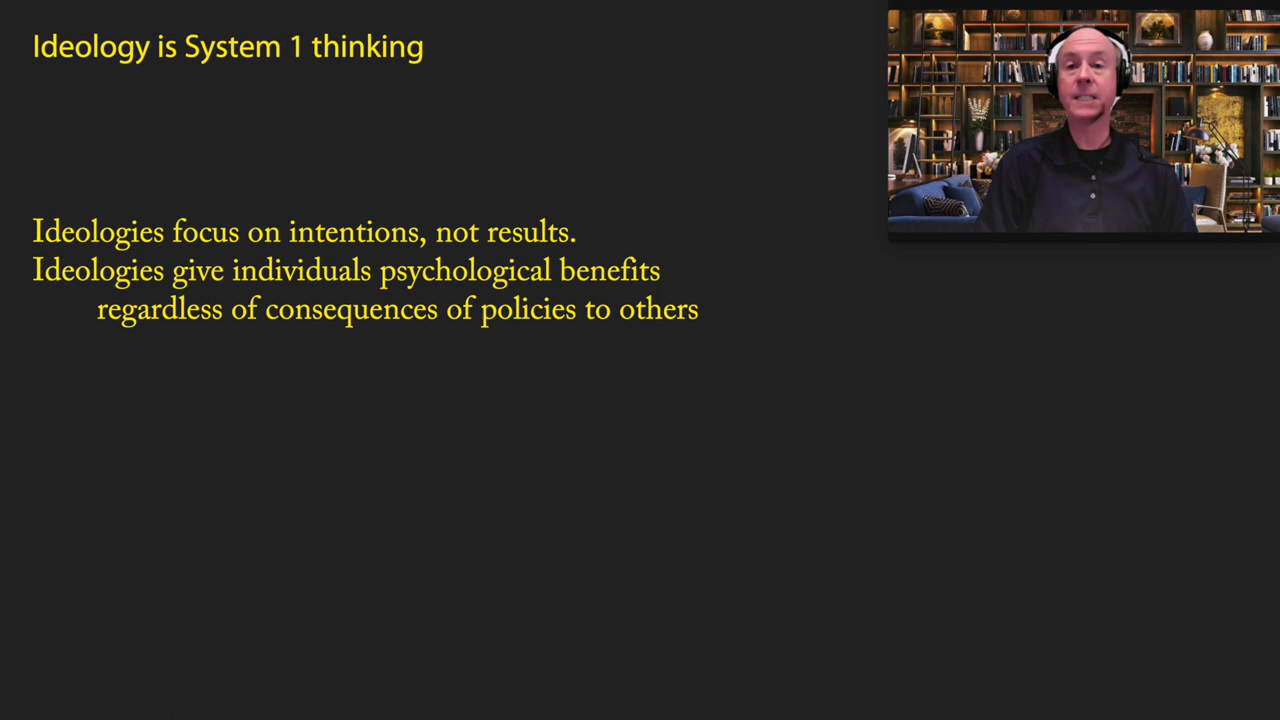 Ideology is System 1 thinking
Ideologies focus on intentions, not results.
Ideologies give individuals psychological benefits
regardless of consequences of policies to others